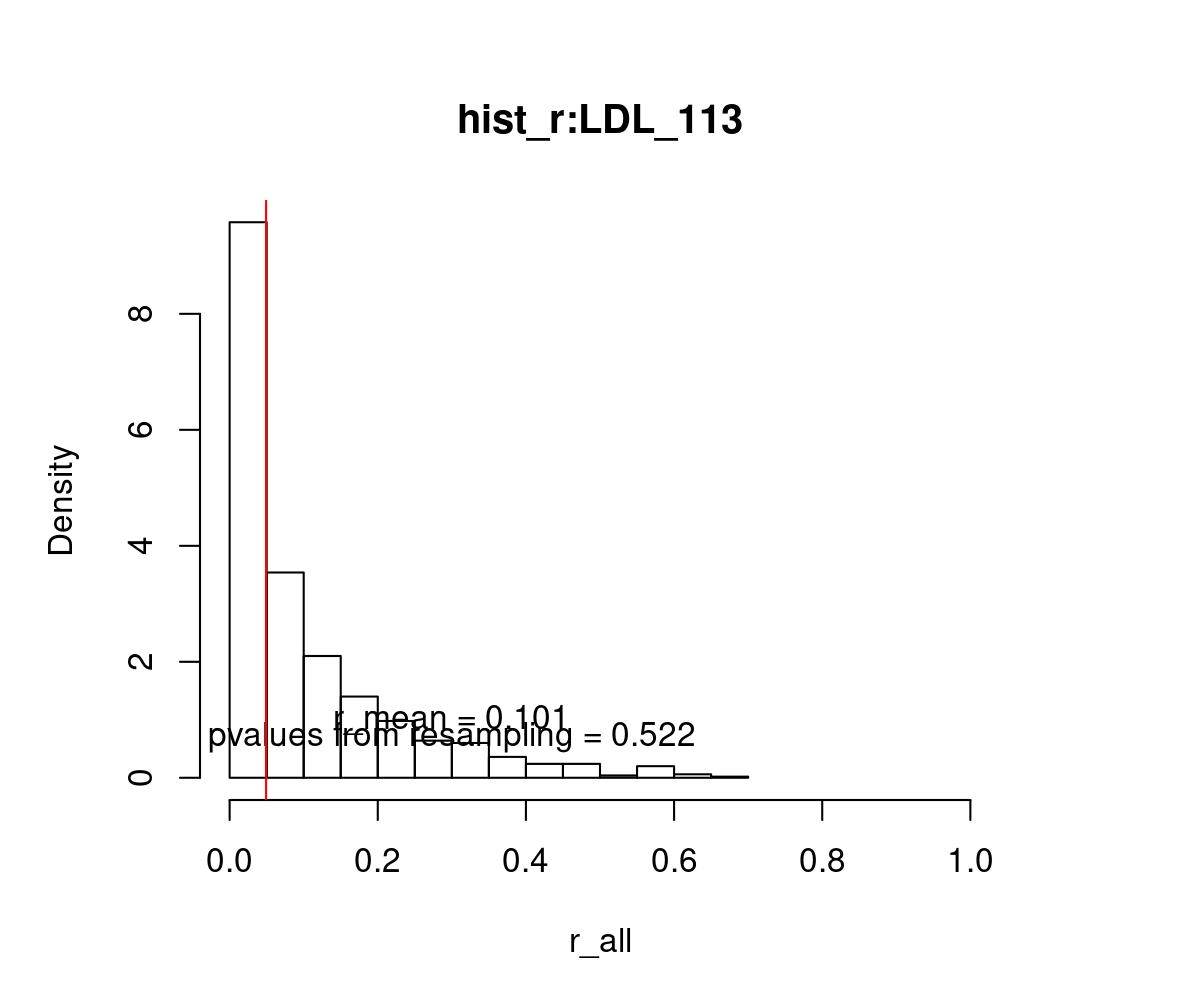 hist_r:LDL_113
Density
8
6
4
2
0
r_mean = 0.101
pvalues from resampling = 0.522
0.0 0.2 0.4 0.6 0.8 1.0
r_all